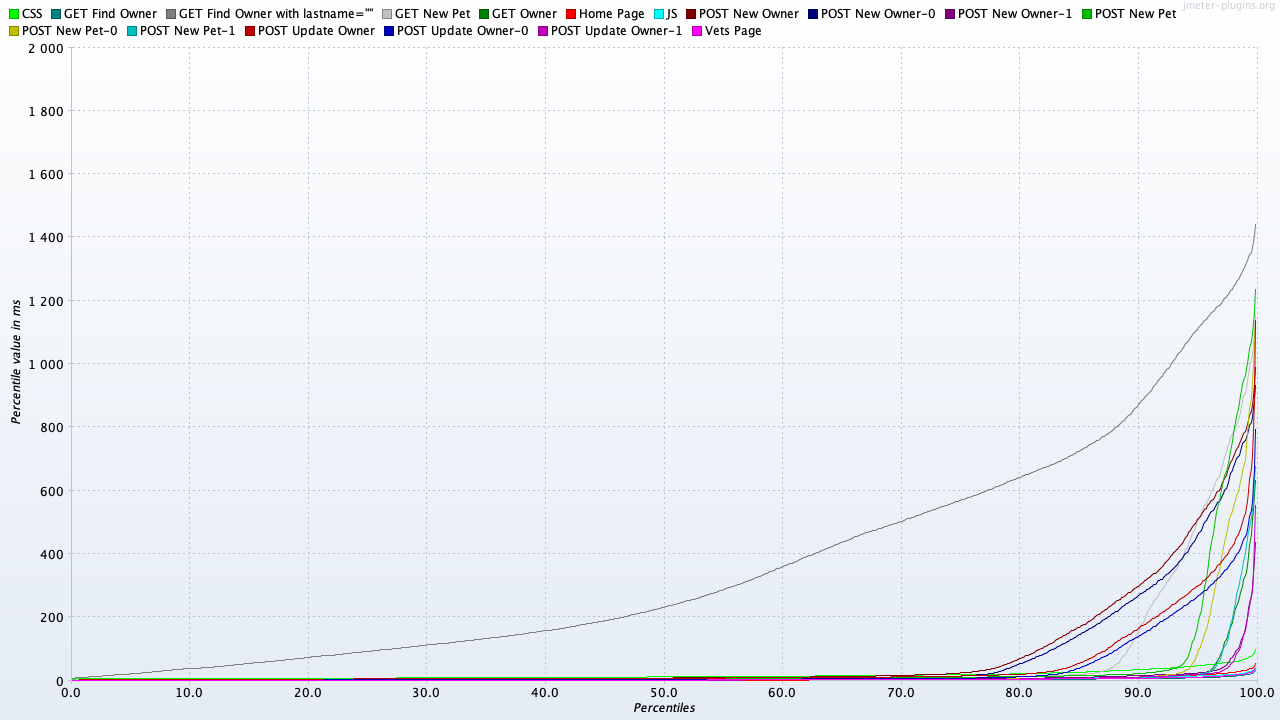 jmeter-plugins.org
CSS GET Find Owner GET Find Owner with lastname="" GET New Pet GET Owner Home Page JS POST New Owner POST New Owner-0 POST New Owner-1 POST New Pet
POST New Pet-0 POST New Pet-1 POST Update Owner POST Update Owner-0 POST Update Owner-1 Vets Page
2 000
1 800
1 600
1 400
1 200
1 000
800
600
400
200
0
Percentile value in ms
0.0 10.0 20.0 30.0 40.0 50.0 60.0 70.0 80.0 90.0 100.0
Percentiles